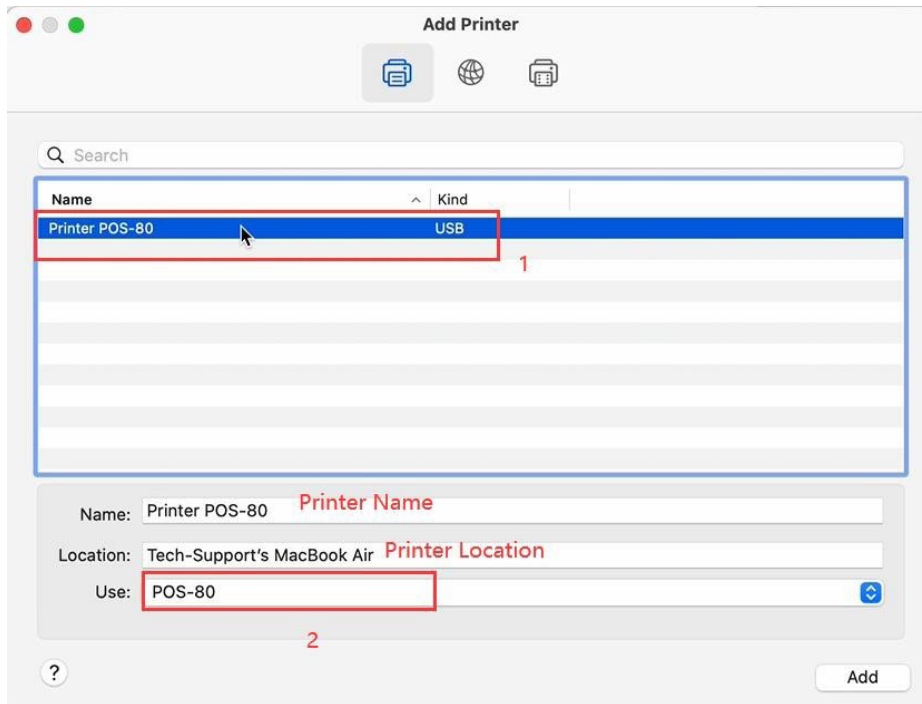 Add Printer
Search
Name Kind
Printer POS-80 USB
1
Name: Printer POS-80 Printer Name
Location: Tech-Support's MacBook Air Printer Location
Use: POS-80
2
? Add